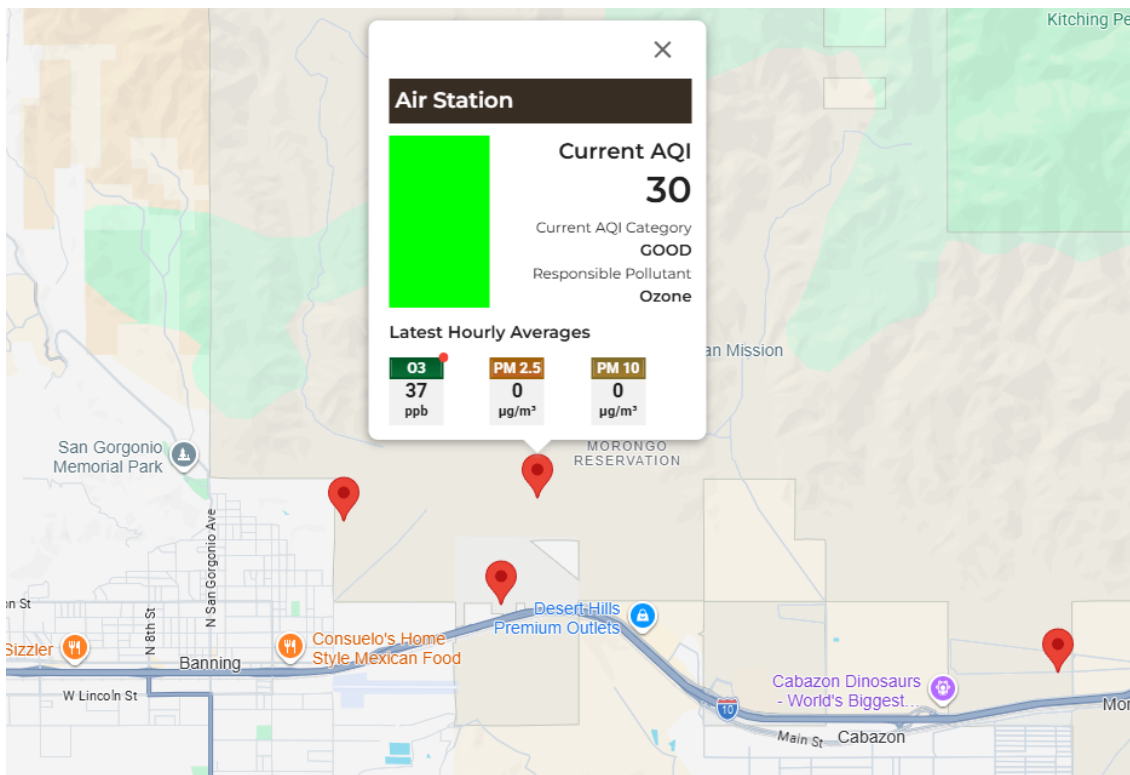 Kitching Pe
Air Station
Current AQI
30
Current AQI Category
GOOD
Responsible Pollutant
Ozone
Latest Hourly Averages
O3
37
ppb
PM 2.5
0
µg/m³
PM 10
0
µg/m³
an Mission
MORONGO
RESERVATION
San Gorgonio
Memorial Park
N San Gorgonio Ave
N 8th St
on St
Sizzler
Banning
Consuelo's Home
Style Mexican Food
W Lincoln St
Desert Hills
Premium Outlets
10
Cabazon Dinosaurs
- World's Biggest...
Main St
Cabazon
Mor